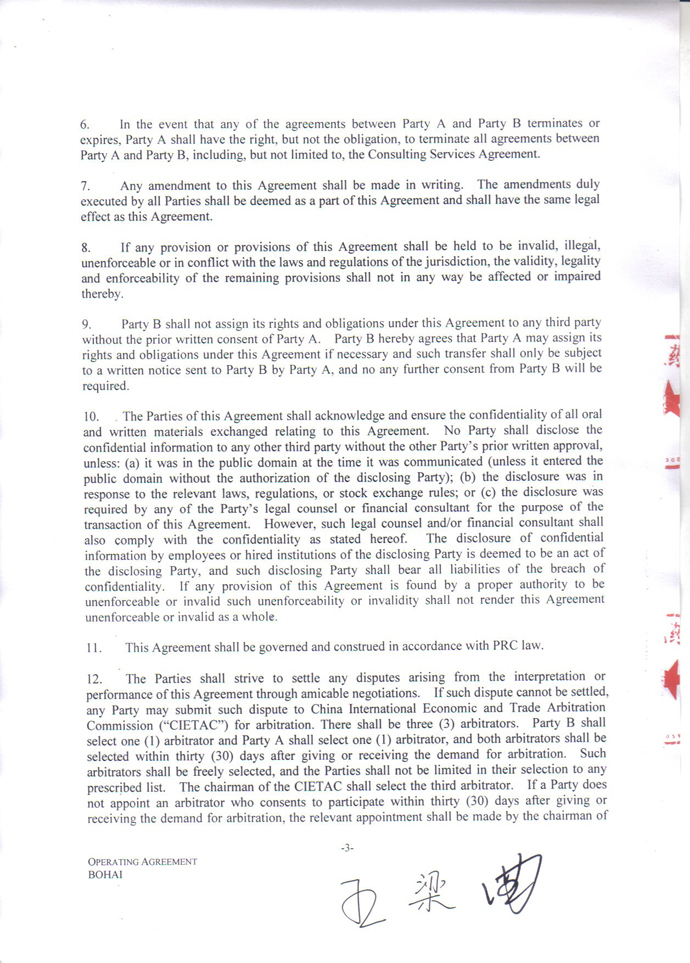 6. In the event that any of the agreements between Party A and Party B terminates or
expires, Party A shall have the right, but not the obligation, to terminate all agreements between
Party A and Party B, including, but not limited to, the Consulting Services Agreement.
7. Any amendment to this Agreement shall be made in writing. The amendments duly
executed by all Parties shall be deemed as a part of this Agreement and shall have the same legal
effect as this Agreement.
8. If any provision or provisions of this Agreement shall be held to be invalid, illegal,
unenforceable or in conflict with the laws and regulations of the jurisdiction, the validity, legality
and enforceability of the remaining provisions shall not in any way be affected or impaired
thereby.
9. Party B shall not assign its rights and obligations under this Agreement to any third party
without the prior written consent of Party A. Party B hereby agrees that Party A may assign its
rights and obligations under this Agreement if necessary and such transfer shall only be subject
to a written notice sent to Party B by Party A, and no any further consent from Party B will be
required.
10. The Parties of this Agreement shall acknowledge and ensure the confidentiality of all oral
and written materials exchanged relating to this Agreement. No Party shall disclose the
confidential information to any other third party without the other Party's prior written approval,
unless: (a) it was in the public domain at the time it was communicated (unless it entered the
public domain without the authorization of the disclosing Party); (b) the disclosure was in
response to the relevant laws, regulations, or stock exchange rules; or (c) the disclosure was
required by any of the Party's legal counsel or financial consultant for the purpose of the
transaction of this Agreement. However, such legal counsel and/or financial consultant shall
also comply with the confidentiality as stated hereof. The disclosure of confidential
information by employees or hired institutions of the disclosing Party is deemed to be an act of
the disclosing Party, and such disclosing Party shall bear all liabilities of the breach of
confidentiality. If any provision of this Agreement is found by a proper authority to be
unenforceable or invalid such unenforceability or invalidity shall not render this Agreement
unenforceable or invalid as a whole.
11. This Agreement shall be governed and construed in accordance with PRC law.
12. The Parties shall strive to settle any disputes arising from the interpretation or
performance of this Agreement through amicable negotiations. If such dispute cannot be settled,
any Party may submit such dispute to China International Economic and Trade Arbitration
Commission ("CIETAC") for arbitration. There shall be three (3) arbitrators. Party B shall
select one (1) arbitrator and Party A shall select one (1) arbitrator, and both arbitrators shall be
selected within thirty (30) days after giving or receiving the demand for arbitration. Such
arbitrators shall be freely selected, and the Parties shall not be limited in their selection to any
prescribed list. The chairman of the CIETAC shall select the third arbitrator. If a Party does
not appoint an arbitrator who consents to participate within thirty (30) days after giving or
receiving the demand for arbitration, the relevant appointment shall be made by the chairman of
-3-
OPERATING AGREEMENT
BOHAI
梁